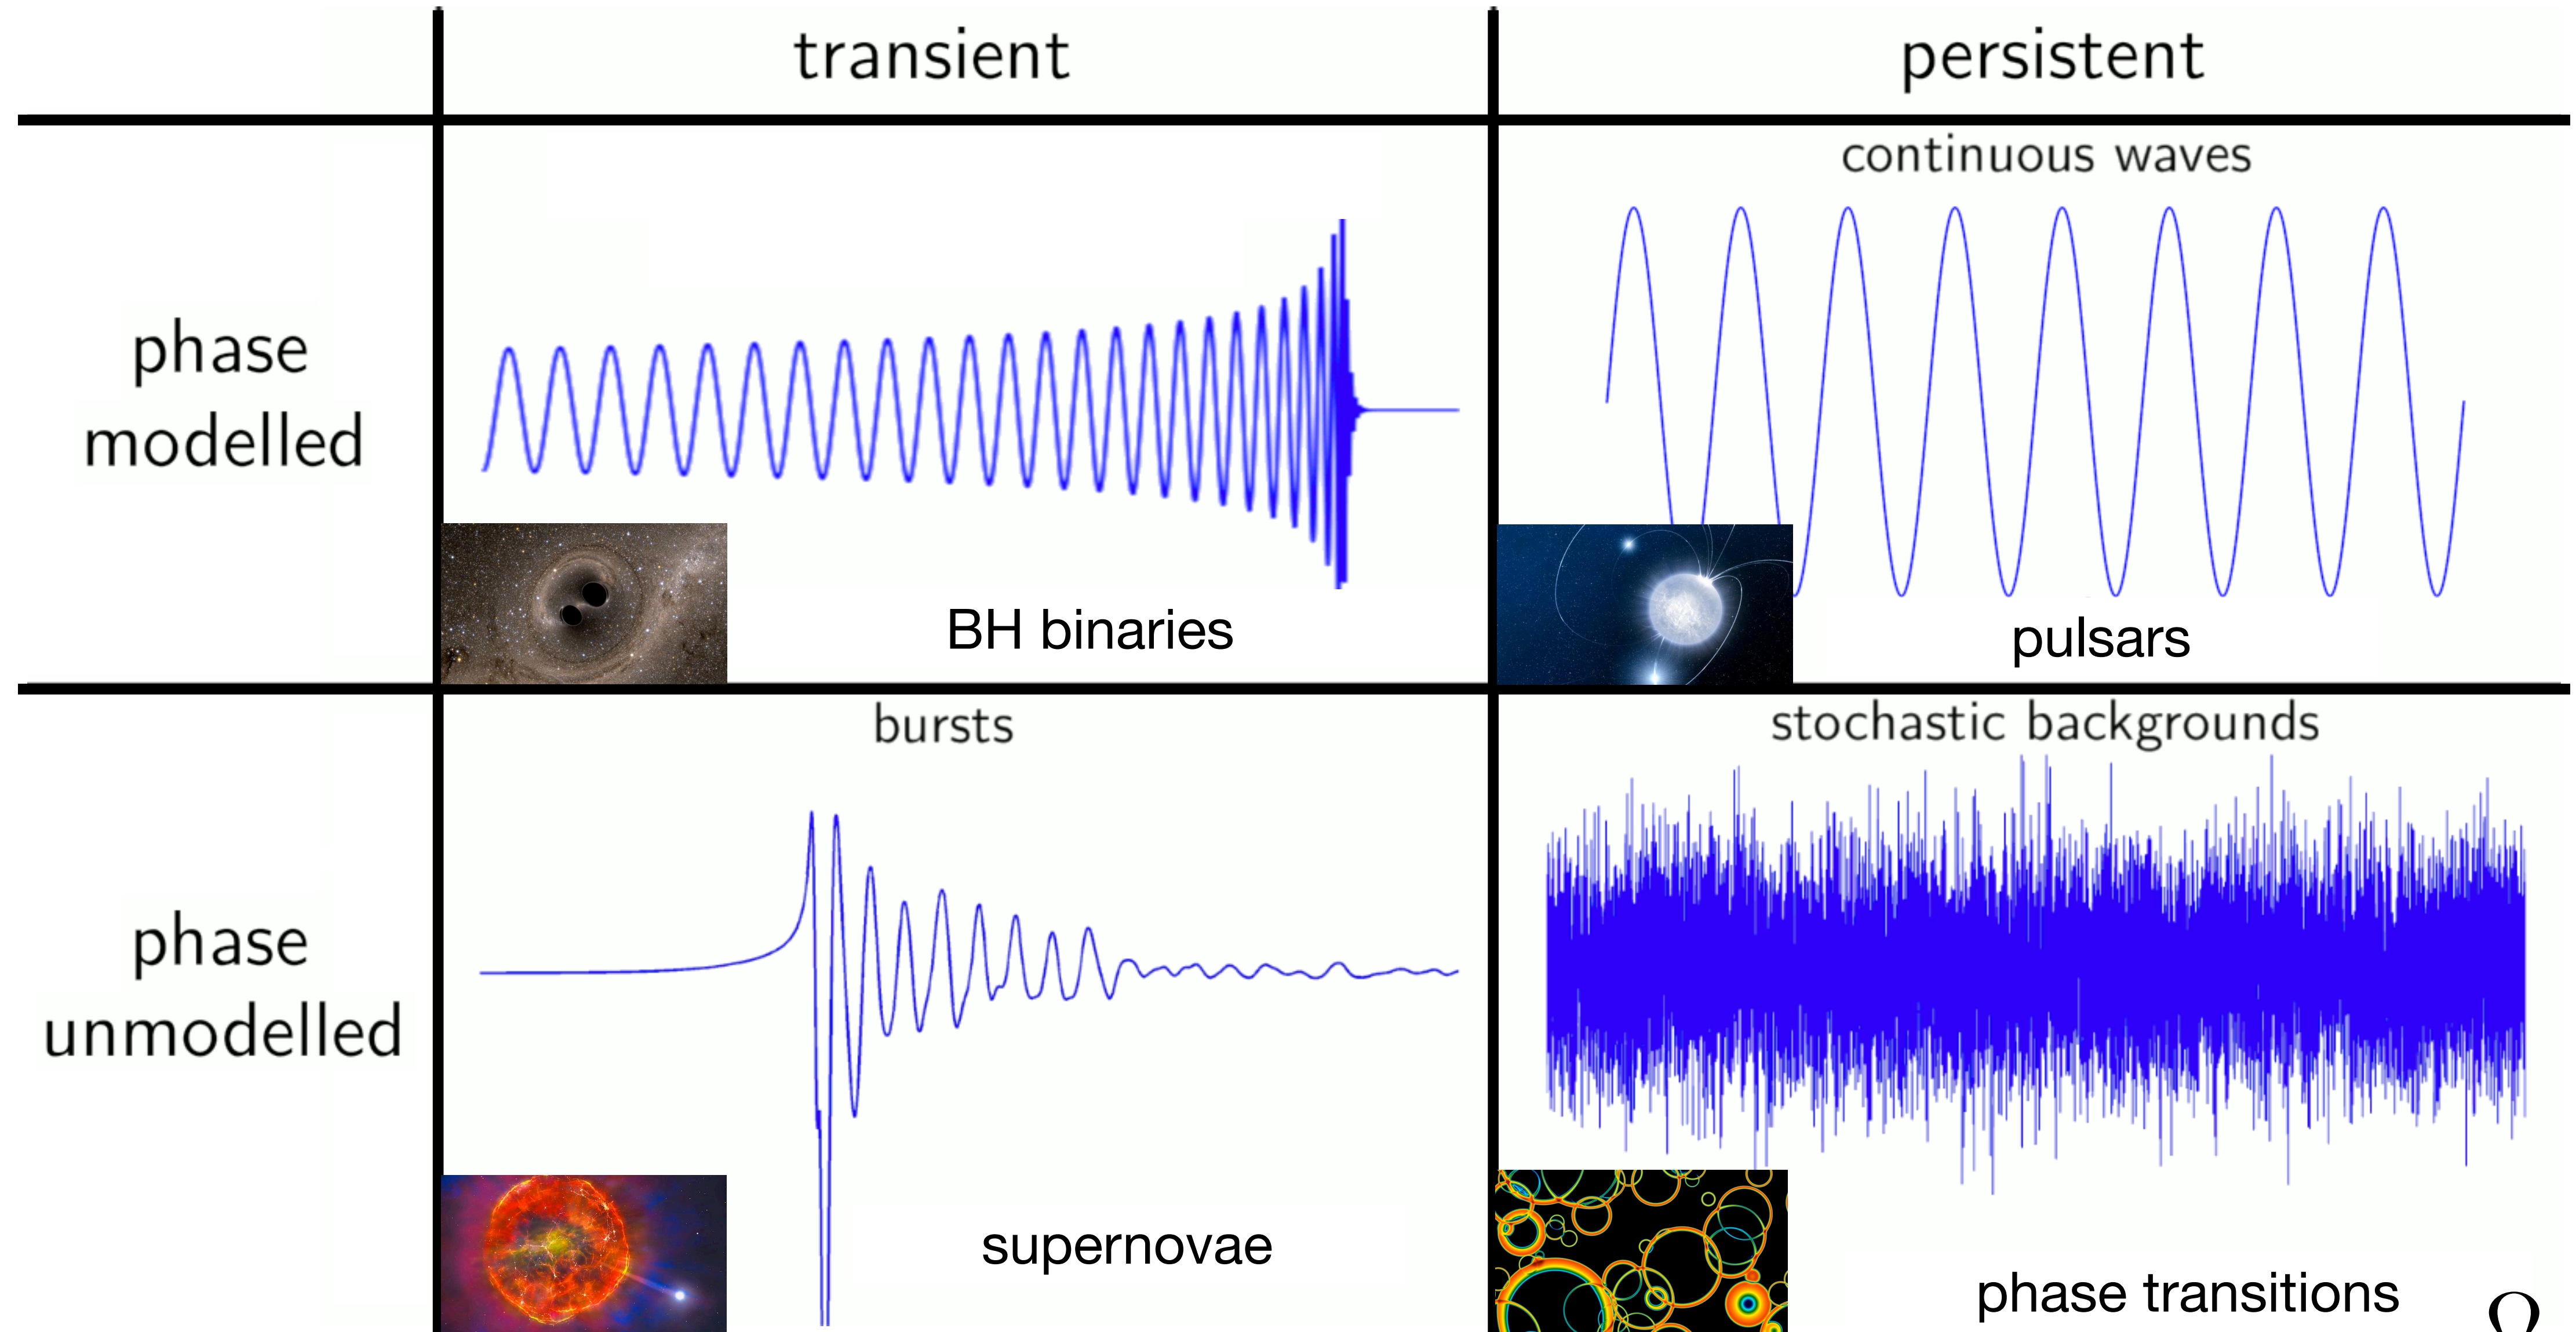 transient
persistent
phase
modelled
continuous waves
BH binaries
pulsars
phase
unmodelled
bursts
stochastic backgrounds
supernovae
phase transitions